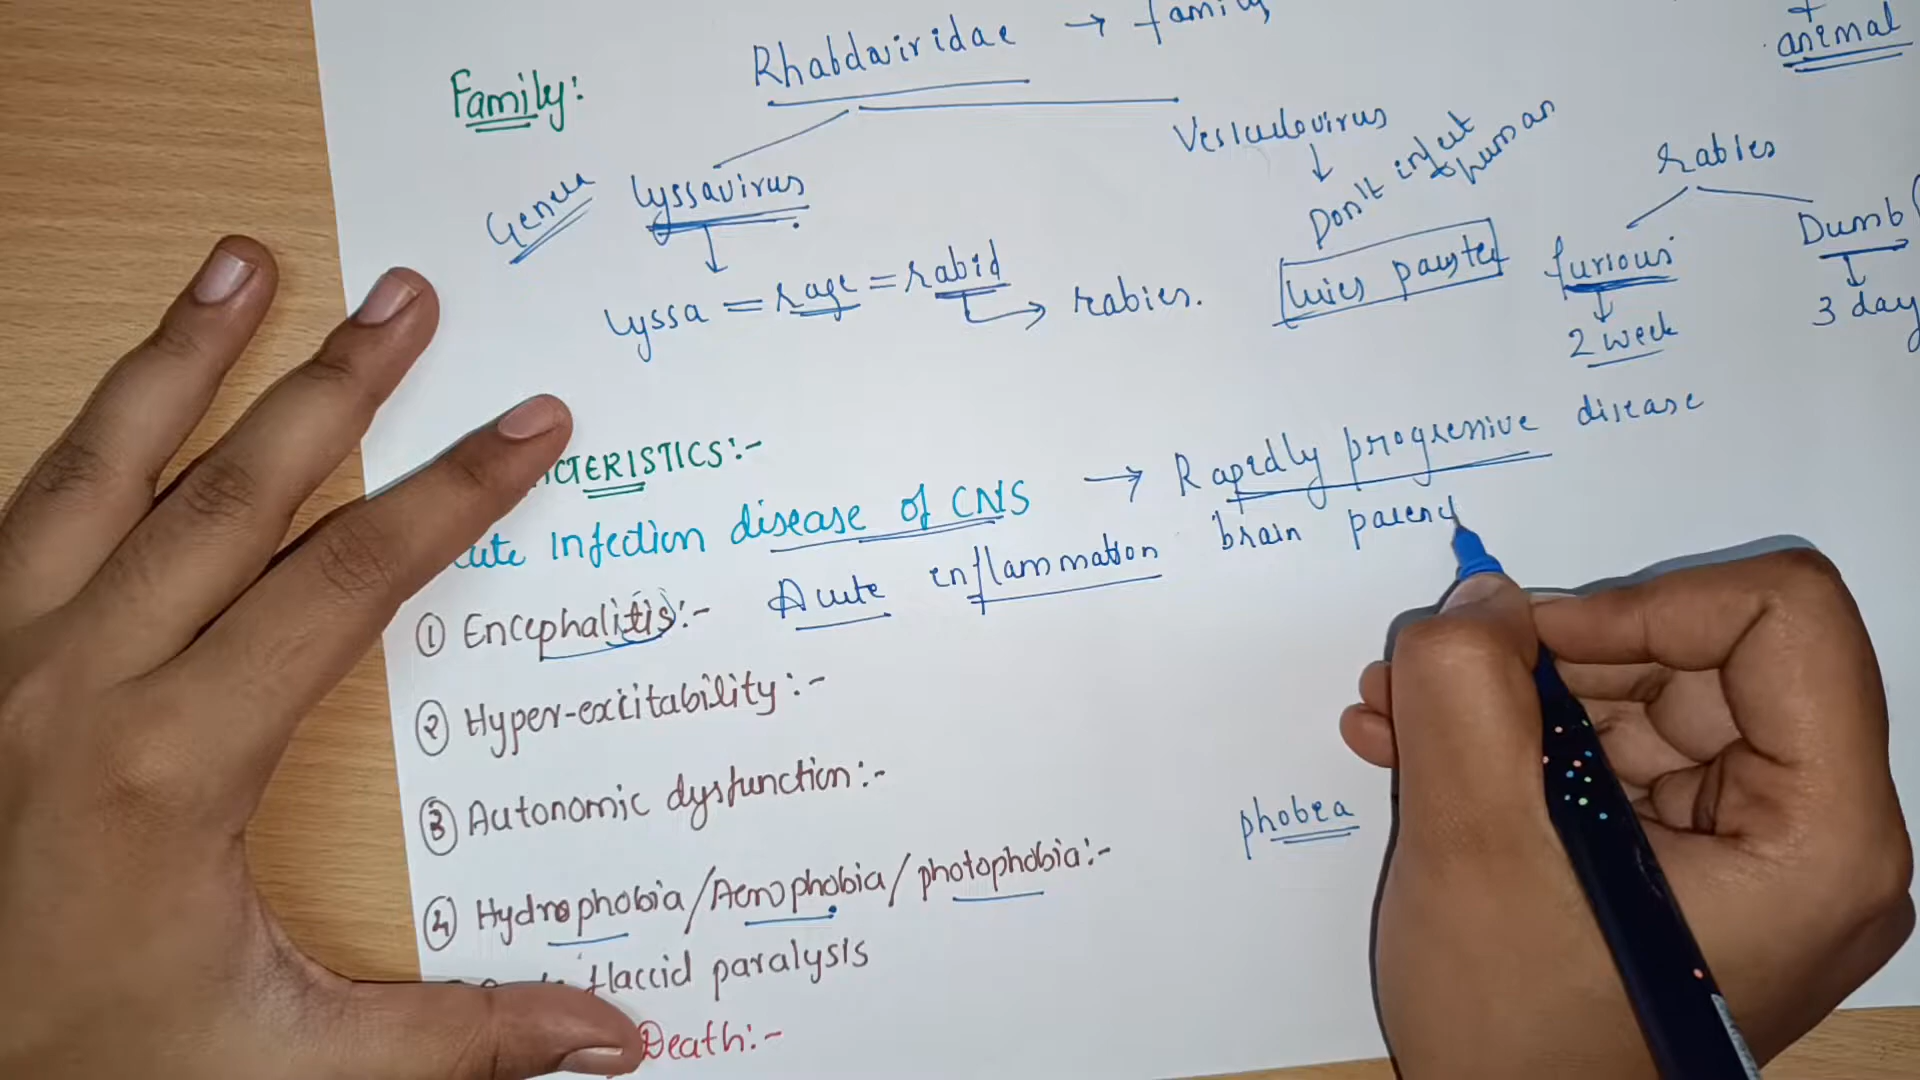 Rhabdoviridae → family
Family:
+
animal
Vesiculovirus
Don't infect
human
Genus
Lyssavirus
rabies
furious
Dumb
2 week
3 day
lyssa = rage = rabid → rabies.
CTERISTICS:-
cute Infection disease of CNS → Rapidly progressive disease
① Encephalitis:- Acute inflammation brain parenc
② Hyper-excitability:-
③ Autonomic dysfunction:-
phobia
④ Hydrophobia/Aerophobia/photophobia:-
flaccid paralysis
Death:-